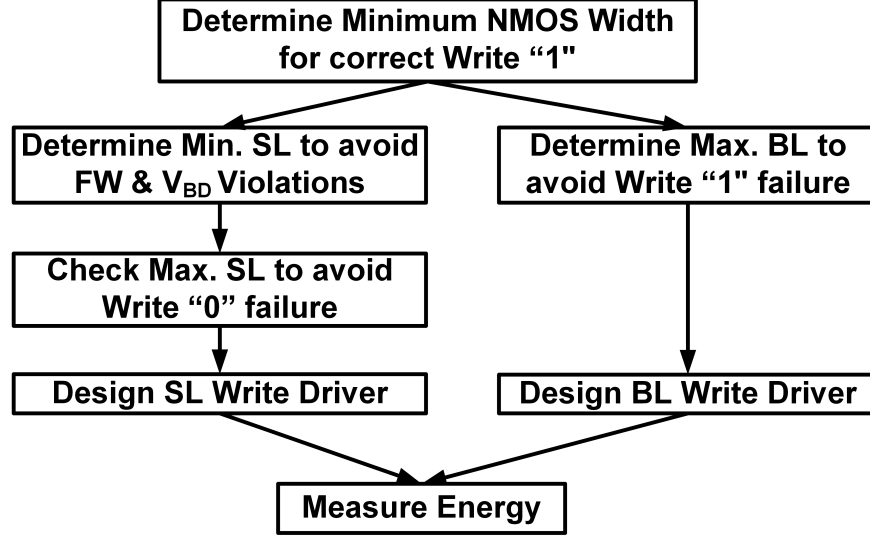 Determine Minimum NMOS Width
for correct Write “1"
Determine Min. SL to avoid
FW & VBD Violations
Determine Max. BL to
avoid Write “1" failure
Check Max. SL to avoid
Write “0” failure
Design SL Write Driver
Design BL Write Driver
Measure Energy